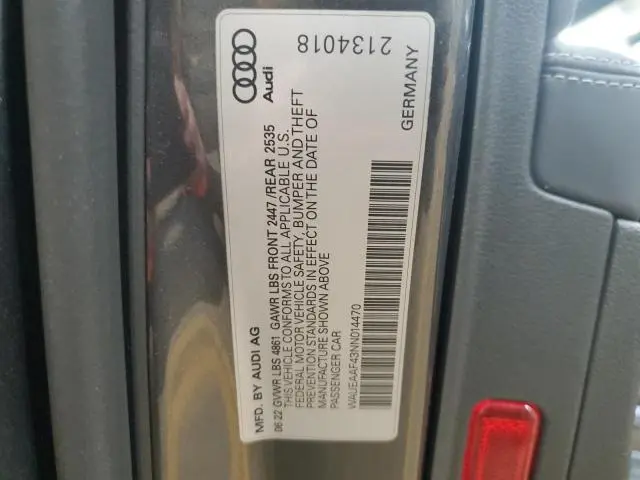 Audi
2134018
MFD. BY AUDI AG
06.22 GVWR LBS 4861 GAWR LBS FRONT 2447 /REAR 2535
THIS VEHICLE CONFORMS TO ALL APPLICABLE U.S.
FEDERAL MOTOR VEHICLE SAFETY, BUMPER AND THEFT
PREVENTION STANDARDS IN EFFECT ON THE DATE OF
MANUFACTURE SHOWN ABOVE
PASSENGER CAR
GERMANY
WAUEAAF43NN014470